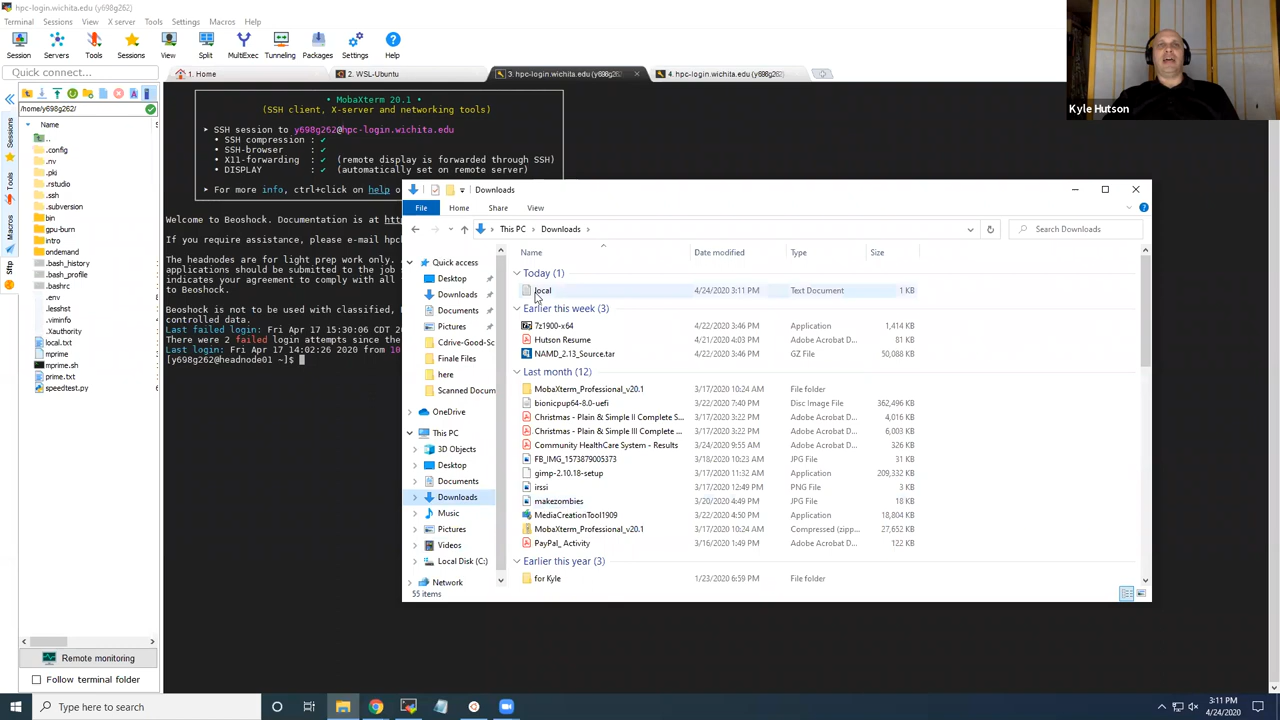 hpc-login.wichita.edu (y698g262)
Terminal Sessions View X server Tools Settings Macros Help
Session Servers Tools Sessions View Split MultiExec Tunneling Packages Settings Help
Quick connect...
1. Home
2. WSL-Ubuntu
3. hpc-login.wichita.edu (y698g26
4. hpc-login.wichita.edu (y698g262)
Kyle Hutson
Sessions
Tools
Macros
Sftp
/home/y698g262/
Name
..
.config
.nv
.pki
.rstudio
.ssh
.subversion
bin
gpu-burn
intro
ondemand
.bash_history
.bash_profile
.bashrc
.env
.lesshst
.viminfo
.Xauthority
local.txt
mprime
mprime.sh
prime.txt
speedtest.py
Remote monitoring
Follow terminal folder
• MobaXterm 20.1 •
(SSH client, X-server and networking tools)
➤ SSH session to y698g262@hpc-login.wichita.edu
• SSH compression : ✓
• SSH-browser : ✓
• X11-forwarding : ✓ (remote display is forwarded through SSH)
• DISPLAY : ✓ (automatically set on remote server)
➤ For more info, ctrl+click on help o
Welcome to Beoshock. Documentation is at htt
If you require assistance, please e-mail hpc
The headnodes are for light prep work only. A
applications should be submitted to the job
indicates your agreement to comply with all
to Beoshock.
Beoshock is not to be used with classified,
controlled data.
Last failed login: Fri Apr 17 15:30:06 CDT 20
There were 2 failed login attempts since the
Last login: Fri Apr 17 14:02:26 2020 from 10
[y698g262@headnode01 ~]$
Downloads
File Home Share View
This PC Downloads
Search Downloads
Quick access
Desktop
Downloads
Documents
Pictures
Cdrive-Good-Sc
Finale Files
here
Scanned Docum
OneDrive
This PC
3D Objects
Desktop
Documents
Downloads
Music
Pictures
Videos
Local Disk (C:)
Network
Name Date modified Type Size
Today (1)
local 4/24/2020 3:11 PM Text Document 1 KB
Earlier this week (3)
7z1900-x64 4/22/2020 3:46 PM Application 1,414 KB
Hutson Resume 4/21/2020 4:03 PM Adobe Acrobat D... 122 KB
NAMD_2.13_Source.tar 4/22/2020 3:46 PM GZ File 50,088 KB
Last month (12)
MobaXterm_Professional_v20.1 3/17/2020 10:24 AM File folder
bionicpup64-8.0-uefi 3/22/2020 7:40 PM Disc Image File 362,496 KB
Christmas - Plain & Simple II Complete S... 3/17/2020 3:22 PM Adobe Acrobat D... 4,016 KB
Christmas - Plain & Simple III Complete ... 3/17/2020 3:22 PM Adobe Acrobat D... 6,003 KB
Community HealthCare System - Results 3/24/2020 9:55 AM Adobe Acrobat D... 326 KB
FB_IMG_1573879005373 3/18/2020 10:23 AM JPG File 31 KB
gimp-2.10.18-setup 3/17/2020 11:32 AM Application 209,332 KB
irssi 3/17/2020 12:49 PM PNG File 3 KB
makezombies 3/20/2020 4:49 PM JPG File 18 KB
MediaCreationTool1909 3/22/2020 4:50 PM Application 18,804 KB
MobaXterm_Professional_v20.1 3/17/2020 10:24 AM Compressed (zipp... 27,652 KB
PayPal_ Activity 3/16/2020 1:49 PM Adobe Acrobat D... 122 KB
Earlier this year (3)
for Kyle 1/23/2020 6:59 PM File folder
55 items
Type here to search
3:11 PM
4/24/2020